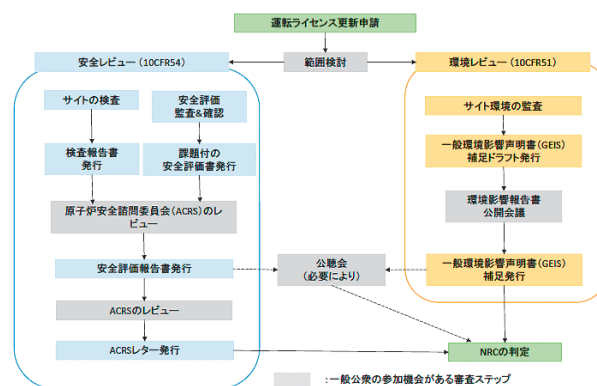 運転ライセンス更新申請
安全レビュー（10CFR54）
範囲検討
環境レビュー（10CFR51）
サイトの検査
安全評価
監査&確認
サイト環境の監査
検査報告書
発行
課題付の
安全評価書発行
一般環境影響声明書（GEIS）
補足ドラフト発行
原子炉安全諮問委員会（ACRS）のレ
ビュー
環境影響報告書
公開会議
安全評価報告書発行
公聴会
（必要により）
一般環境影響声明書（GEIS）
補足発行
ACRSのレビュー
ACRSレター発行
NRCの判定
：一般公衆の参加機会がある審査ステップ